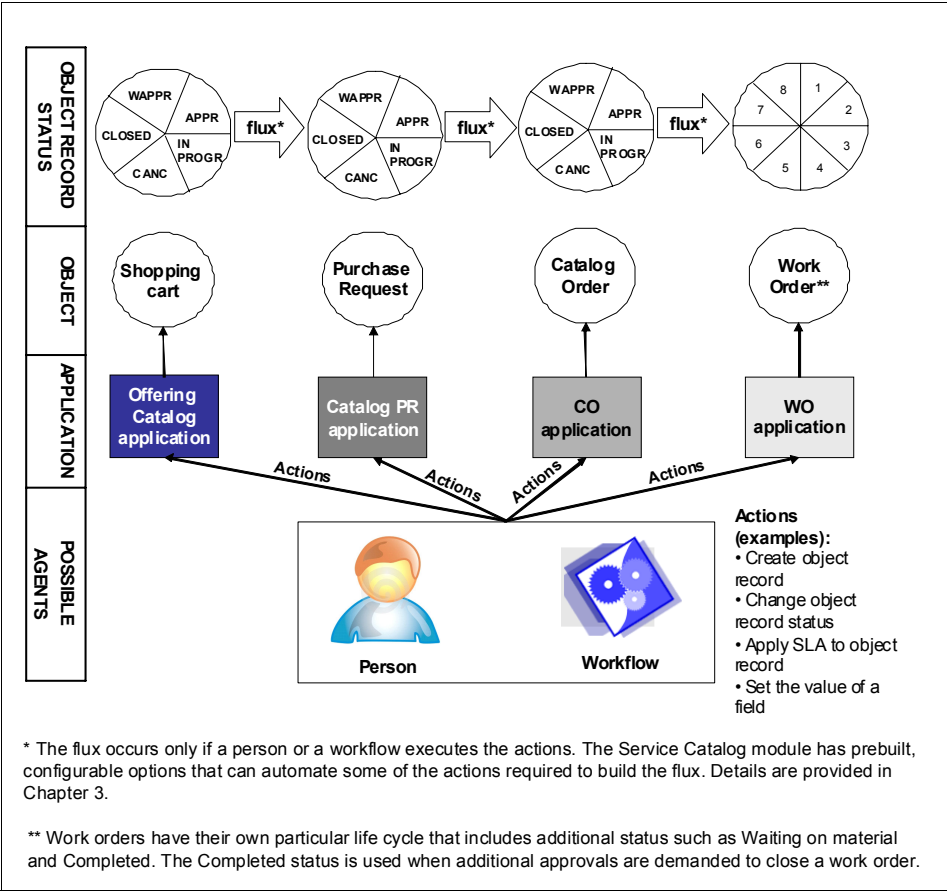 OBJECT RECORD
STATUS
WAPPR
APPR
CLOSED
IN
PROGR
CANC
flux*
WAPPR
APPR
CLOSED
IN
PROGR
CANC
flux*
WAPPR
APPR
CLOSED
IN
PROGR
CANC
flux*
8
1
7
2
6
3
5
4
OBJECT
Shopping
cart
Purchase
Request
Catalog
Order
Work
Order**
APPLICATION
Offering
Catalog
application
Catalog PR
application
CO
application
WO
application
Actions
Actions
Actions
Actions
POSSIBLE
AGENTS
Person
Workflow
Actions
(examples):
• Create object
record
• Change object
record status
• Apply SLA to object
record
• Set the value of a
field
* The flux occurs only if a person or a workflow executes the actions. The Service Catalog module has prebuilt,
configurable options that can automate some of the actions required to build the flux. Details are provided in
Chapter 3.
** Work orders have their own particular life cycle that includes additional status such as Waiting on material
and Completed. The Completed status is used when additional approvals are demanded to close a work order.